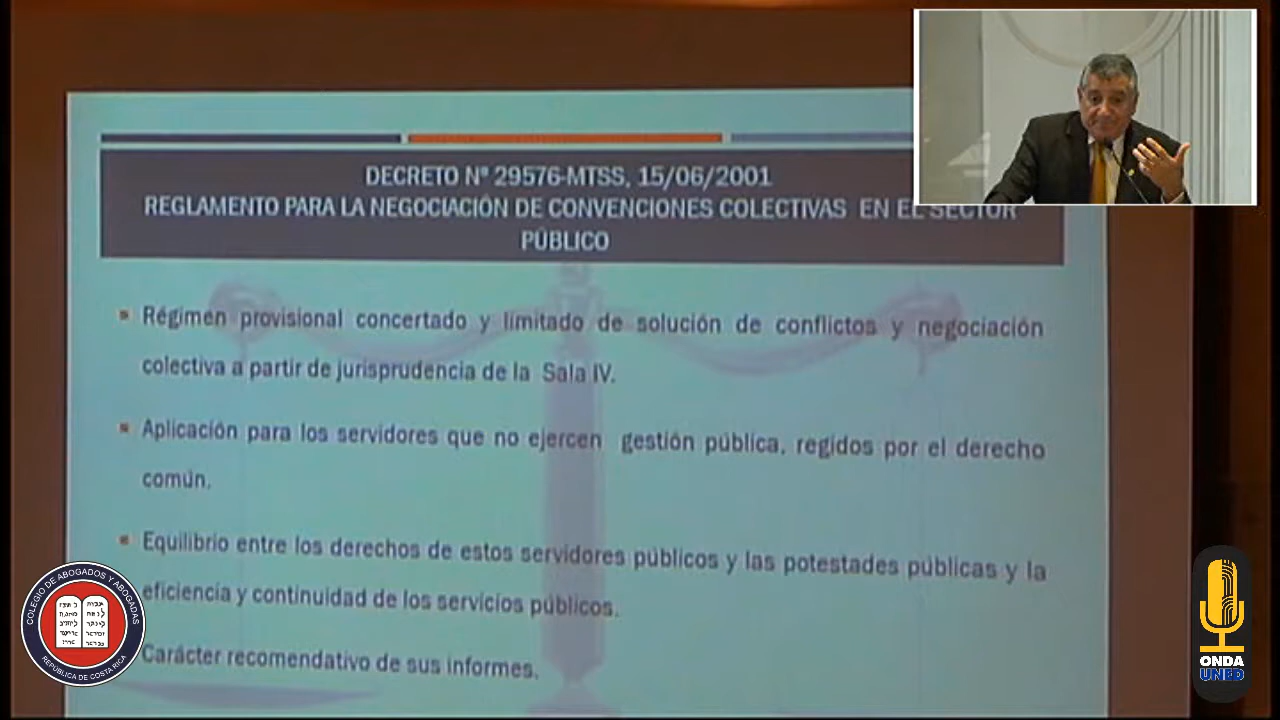 DECRETO Nº 29576-MTSS, 15/06/2001
REGLAMENTO PARA LA NEGOCIACIÓN DE CONVENCIONES COLECTIVAS EN EL SECTOR
PÚBLICO
Régimen provisional concertado y limitado de solución de conflictos y negociación
colectiva a partir de jurisprudencia de la Sala IV.
Aplicación para los servidores que no ejercen gestión pública, regidos por el derecho
común.
Equilibrio entre los derechos de estos servidores públicos y las potestades públicas y la
eficiencia y continuidad de los servicios públicos.
Carácter recomendativo de sus informes.
COLEGIO DE ABOGADOS Y ABOGADAS
REPÚBLICA DE COSTA RICA
ONDA
UNED